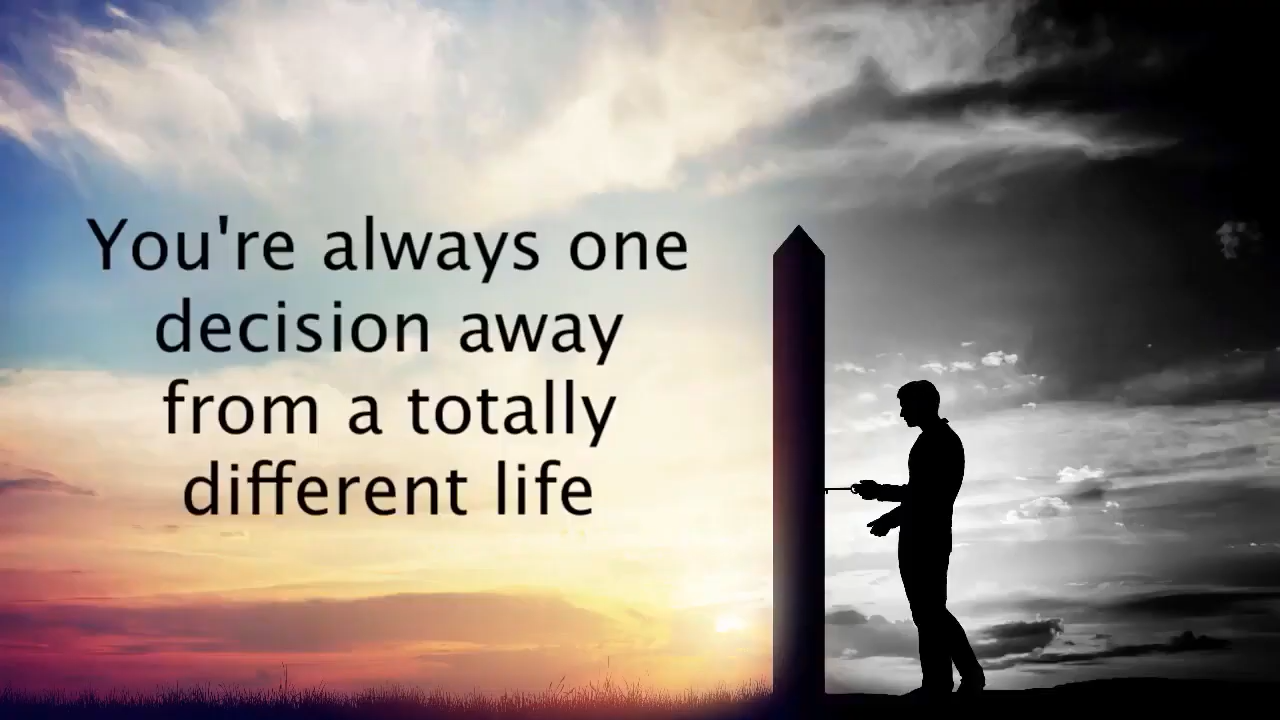 You're always one
decision away
from a totally
different life